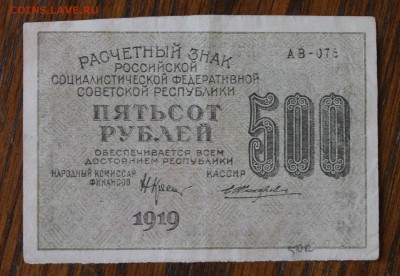 COINS.LAVE.RU
РАСЧЕТНЫЙ ЗНАК
АВ-075
РОССИЙСКОЙ
СОЦИАЛИСТИЧЕСКОЙ ФЕДЕРАТИВНОЙ
СОВЕТСКОЙ РЕСПУБЛИКИ
ПЯТЬСОТ
РУБЛЕЙ
500
ОБЕСПЕЧИВАЕТСЯ ВСЕМ
ДОСТОЯНИЕМ РЕСПУБЛИКИ
НАРОДНЫЙ КОМИССАР
ФИНАНСОВ
КАССИР
1919